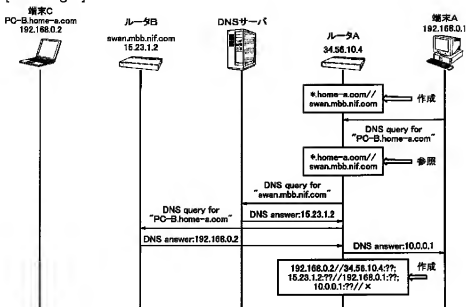 端末C
PC-B.home-a.com
192.168.0.2
ルータB
swan.mbb.nif.com
15.23.1.2
DNSサーバ
ルータA
34.56.10.4
端末A
192.168.0.1
*.home-a.com//
swan.mbb.nif.com
作成
DNS query for
"PC-B.home-a.com"
*.home-a.com//
swan.mbb.nif.com
参照
DNS query for
"swan.mbb.nif.com"
DNS query for
"PC-B.home-a.com"
DNS answer:15.23.1.2
DNS answer:192.168.0.2
DNS answer:10.0.0.1
192.168.0.2//34.56.10.4:??;
15.23.1.2:??//192.168.0.1:??;
10.0.0.1:??//×
作成